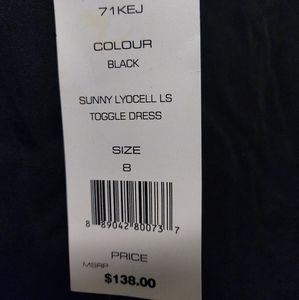 71KEJ
COLOUR
BLACK
SUNNY LYOCELL LS
TOGGLE DRESS
SIZE
8
8 89042 80073 7
PRICE
MSRP
$138.00